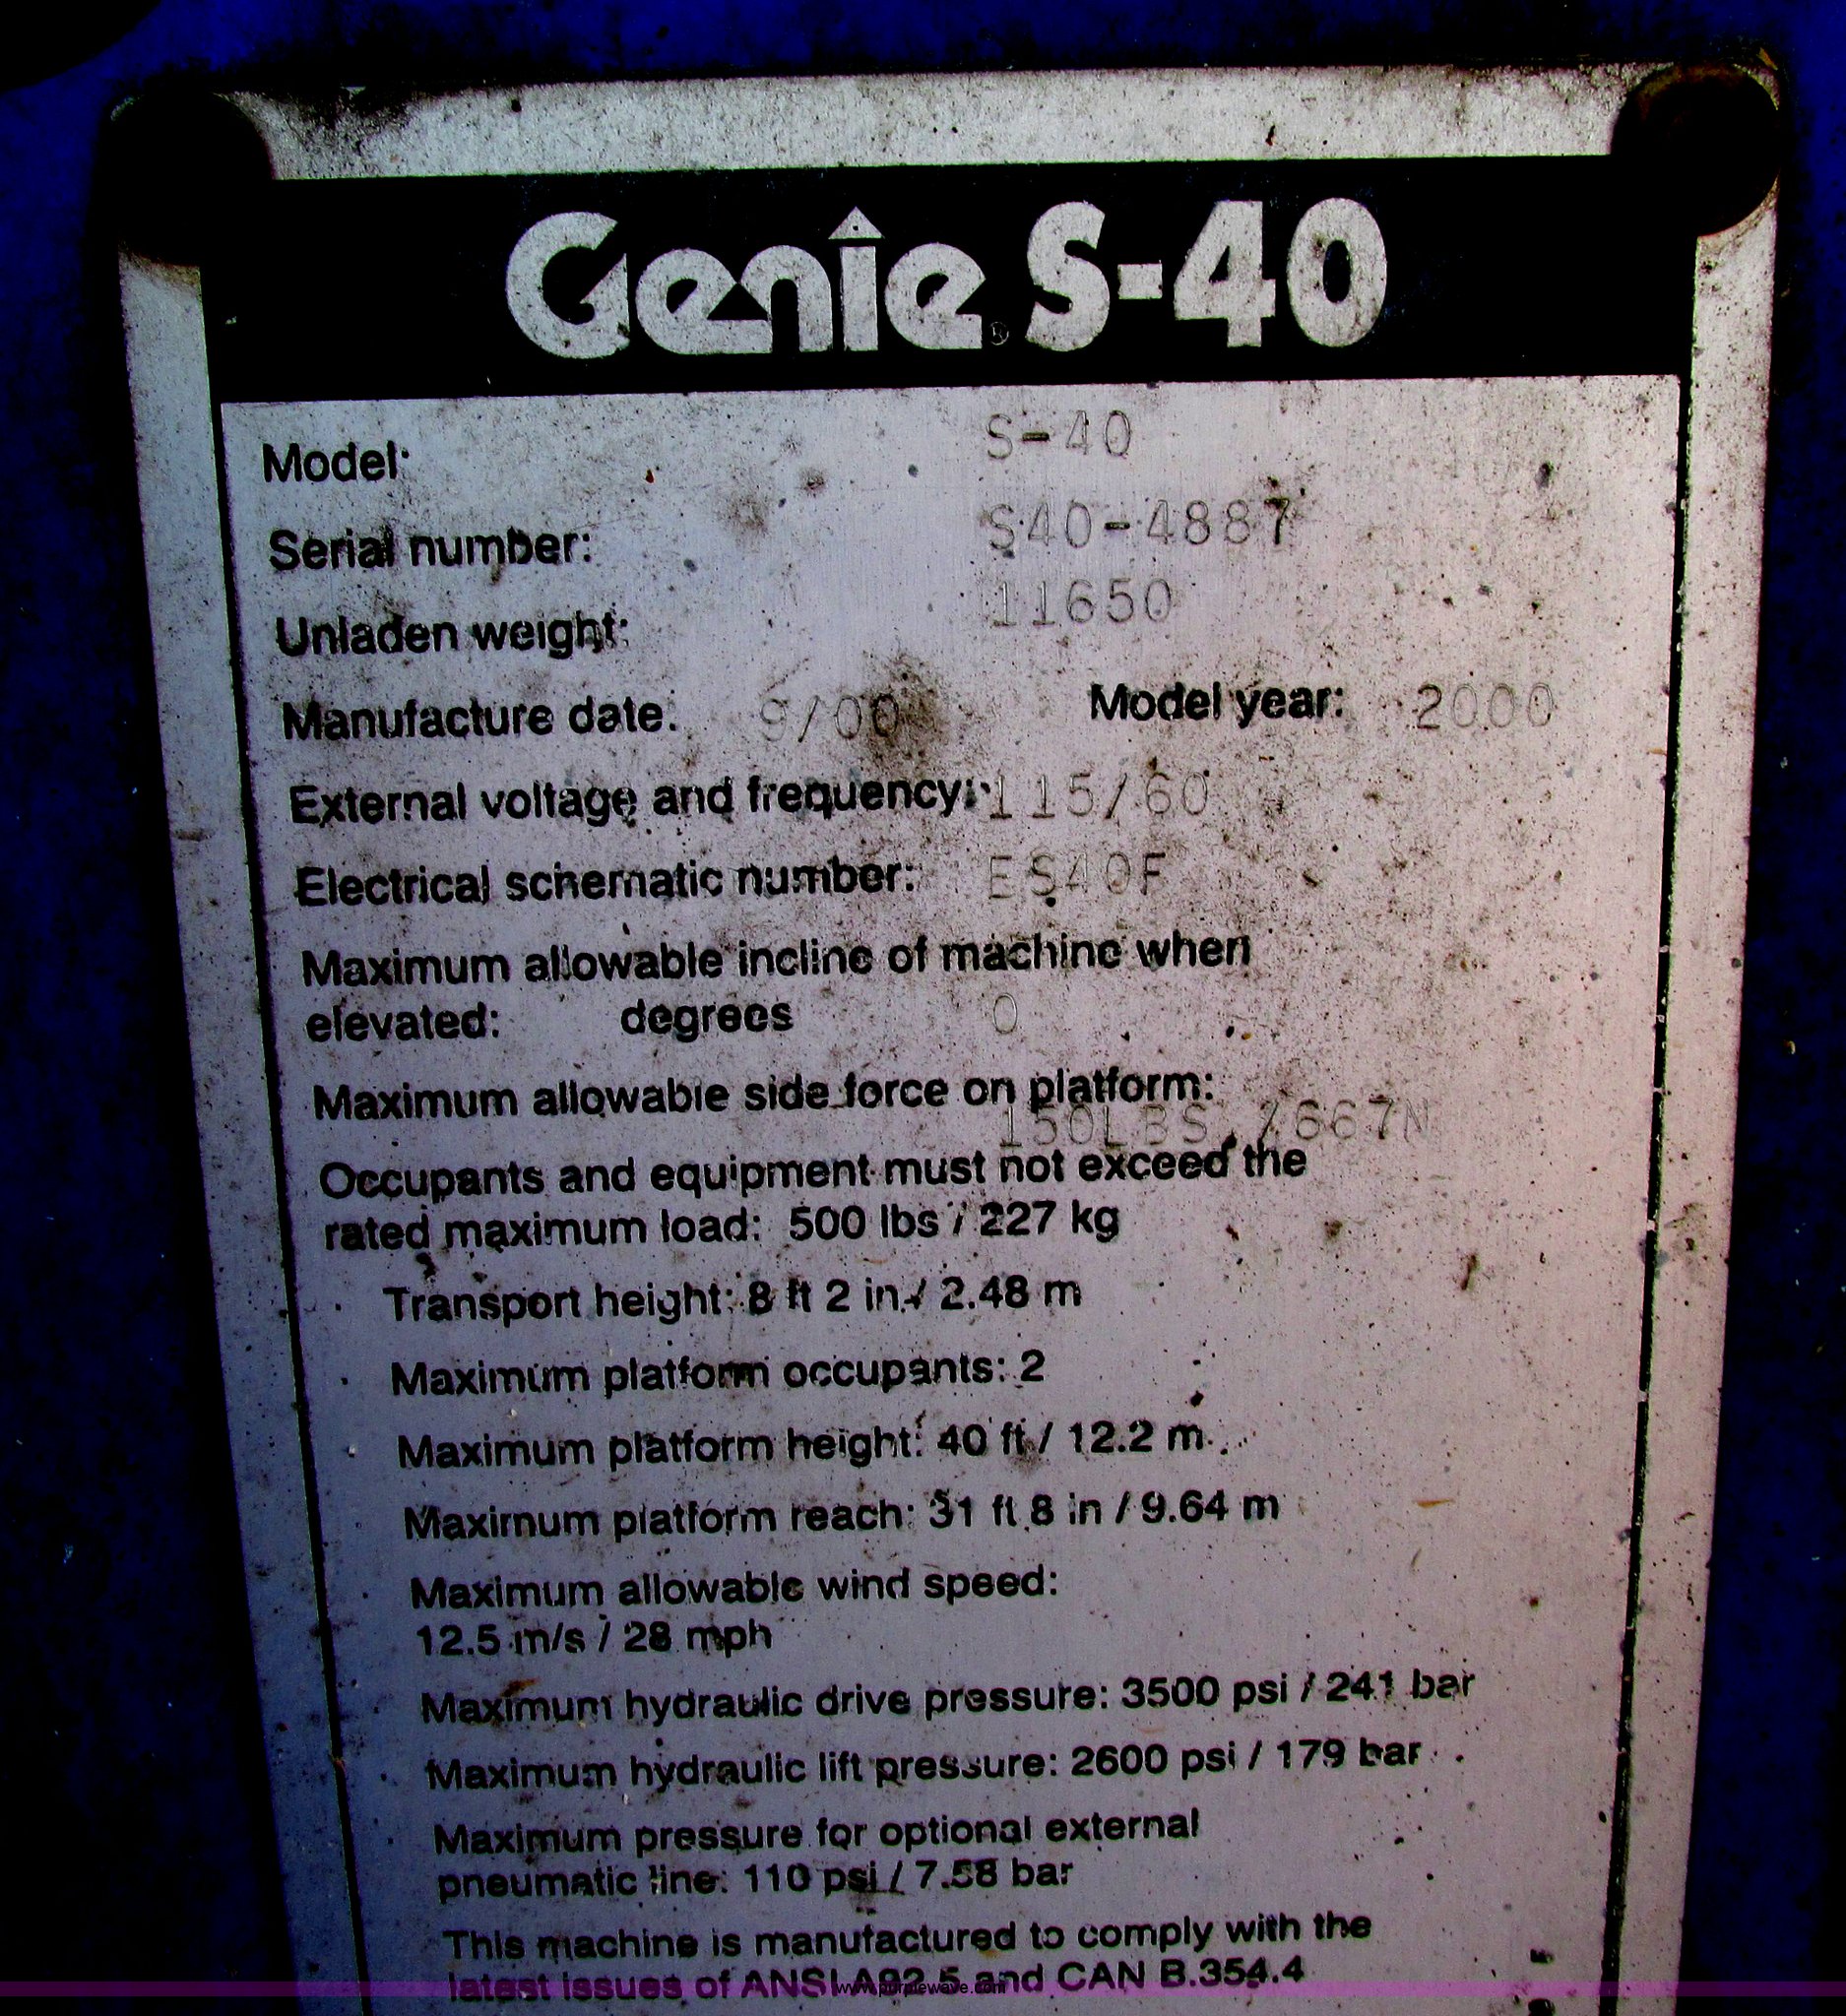 Genie® S-40
Model: S-40
Serial number: S40-4887
Unladen weight: 11650
Manufacture date: 9/00 Model year: 2000
External voltage and frequency: 115/60
Electrical schematic number: ES40F
Maximum allowable incline of machine when
elevated: degrees 0
Maximum allowable side force on platform:
150LBS /667N
Occupants and equipment must not exceed the
rated maximum load: 500 lbs / 227 kg
Transport height: 8 ft 2 in / 2.48 m
Maximum platform occupants: 2
Maximum platform height: 40 ft / 12.2 m
Maximum platform reach: 31 ft 8 in / 9.64 m
Maximum allowable wind speed:
12.5 m/s / 28 mph
Maximum hydraulic drive pressure: 3500 psi / 241 bar
Maximum hydraulic lift pressure: 2600 psi / 179 bar
Maximum pressure for optional external
pneumatic line: 110 psi / 7.58 bar
This machine is manufactured to comply with the
latest issues of ANSI A92.5 and CAN B.354.4
www.purplewave.com